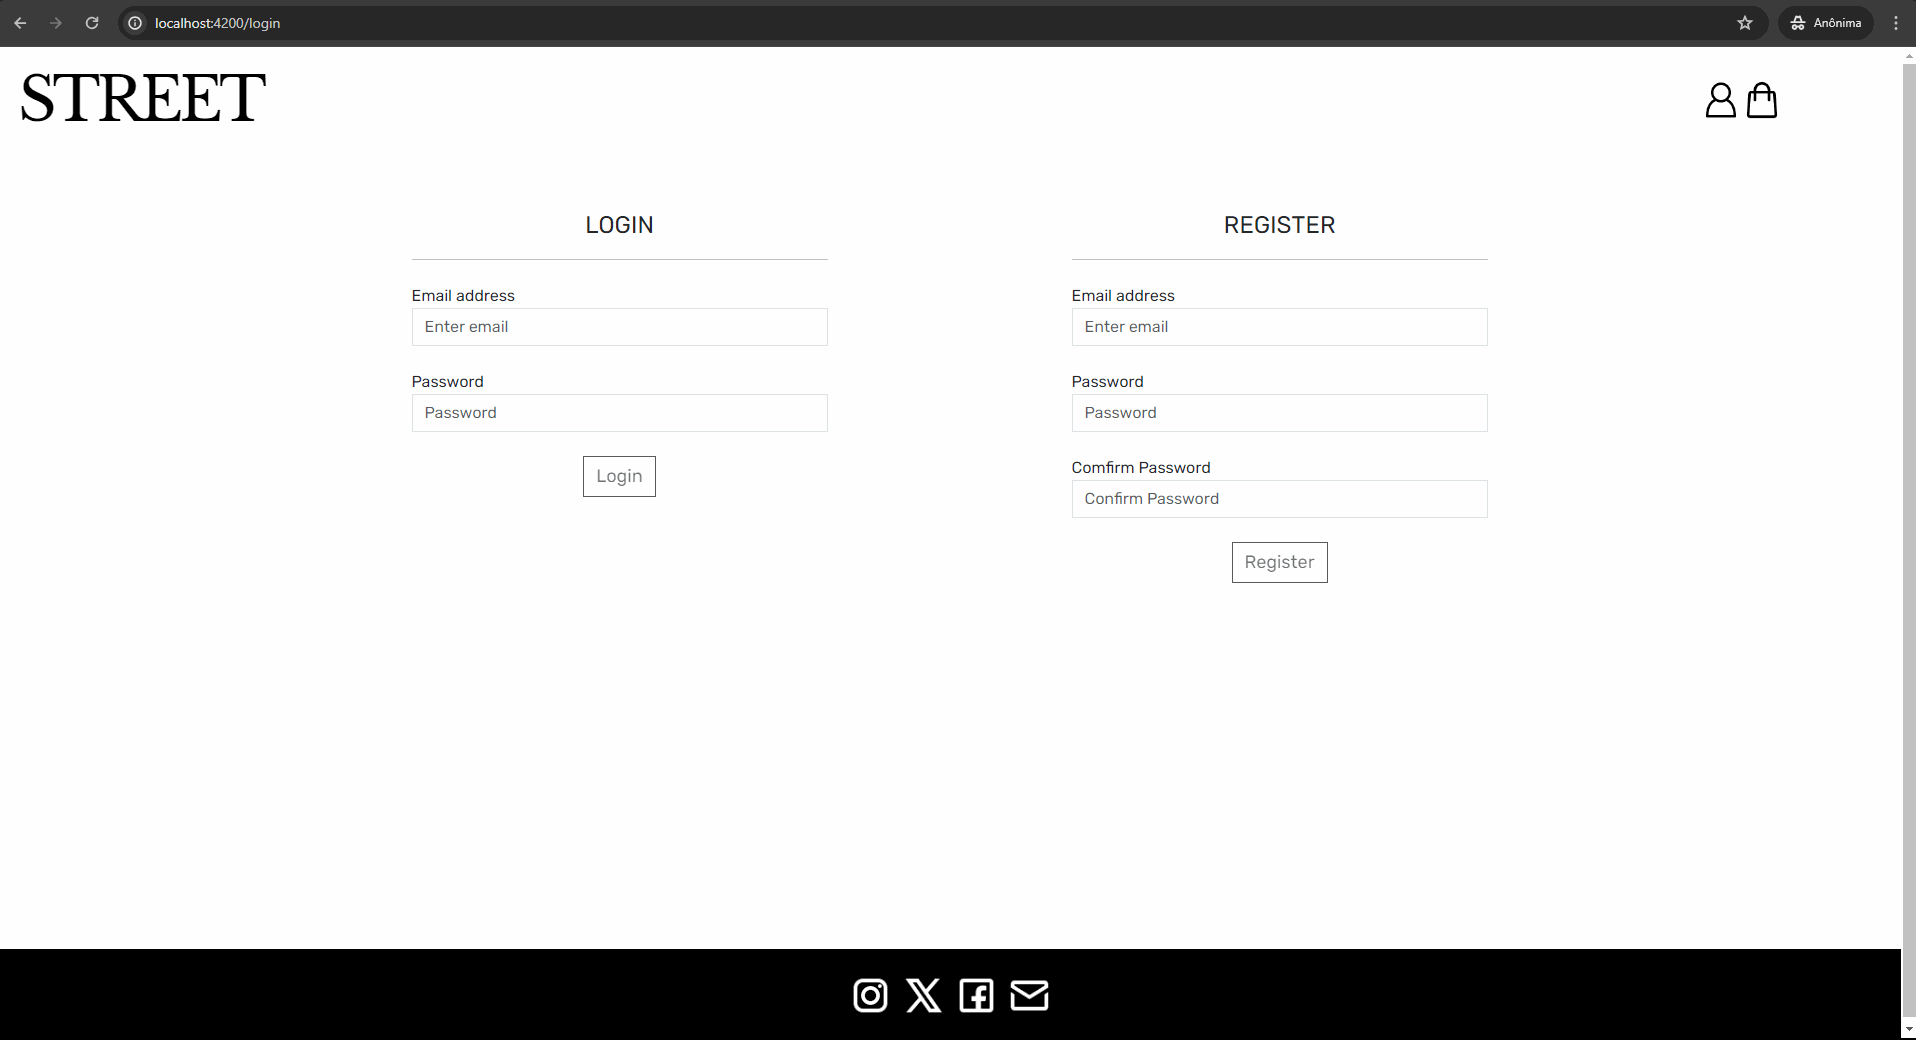 localhost:4200/login
Anônima
STREET
LOGIN
Email address
Enter email
Password
Password
Login
REGISTER
Email address
Enter email
Password
Password
Comfirm Password
Confirm Password
Register